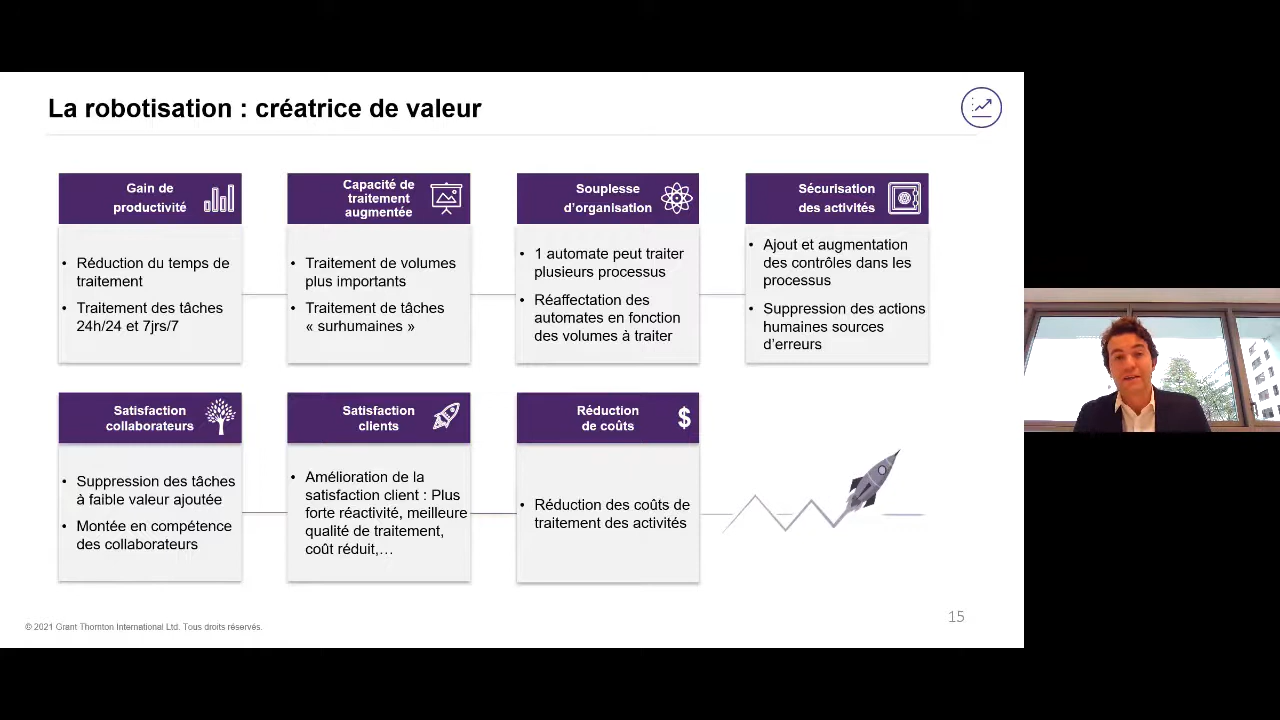 La robotisation : créatrice de valeur
Gain de
productivité
• Réduction du temps de
traitement
• Traitement des tâches
24h/24 et 7jrs/7
Capacité de
traitement
augmentée
• Traitement de volumes
plus importants
• Traitement de tâches
« surhumaines »
Souplesse
d’organisation
• 1 automate peut traiter
plusieurs processus
• Réaffectation des
automates en fonction
des volumes à traiter
Sécurisation
des activités
• Ajout et augmentation
des contrôles dans les
processus
• Suppression des actions
humaines sources
d’erreurs
Satisfaction
collaborateurs
• Suppression des tâches
à faible valeur ajoutée
• Montée en compétence
des collaborateurs
Satisfaction
clients
• Amélioration de la
satisfaction client : Plus
forte réactivité, meilleure
qualité de traitement,
coût réduit,…
Réduction
de coûts
$
• Réduction des coûts de
traitement des activités
© 2021 Grant Thornton International Ltd. Tous droits réservés.
15